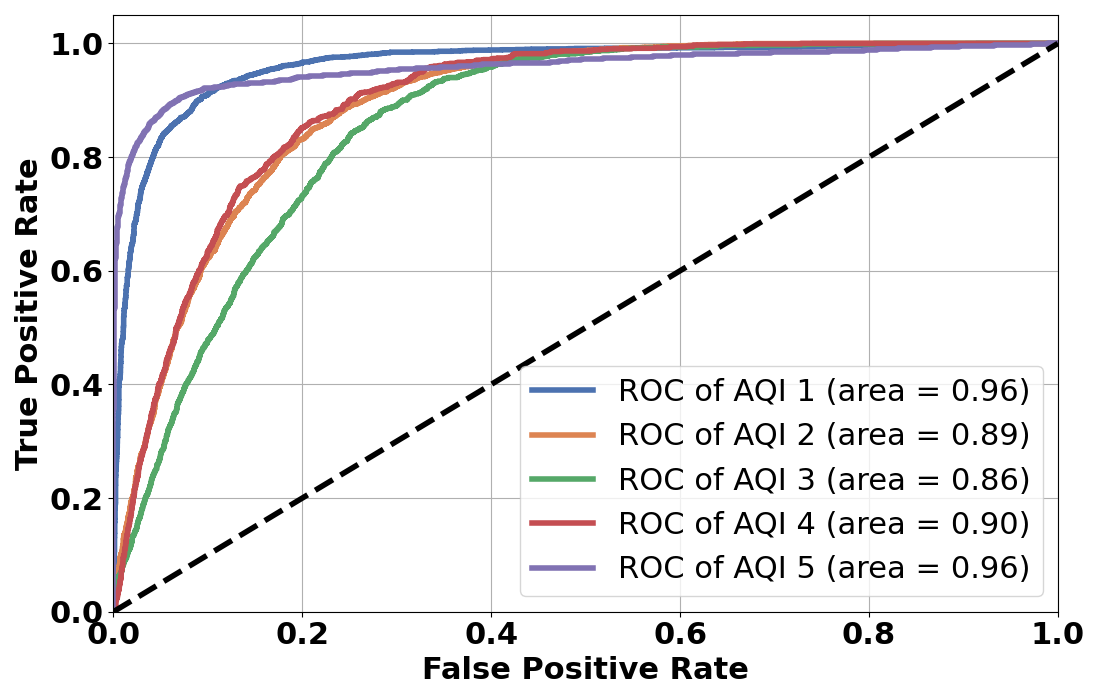 True Positive Rate
1.0
0.8
0.6
0.4
0.2
0.0
0.0 0.2 0.4 0.6 0.8 1.0
False Positive Rate
ROC of AQI 1 (area = 0.96)
ROC of AQI 2 (area = 0.89)
ROC of AQI 3 (area = 0.86)
ROC of AQI 4 (area = 0.90)
ROC of AQI 5 (area = 0.96)